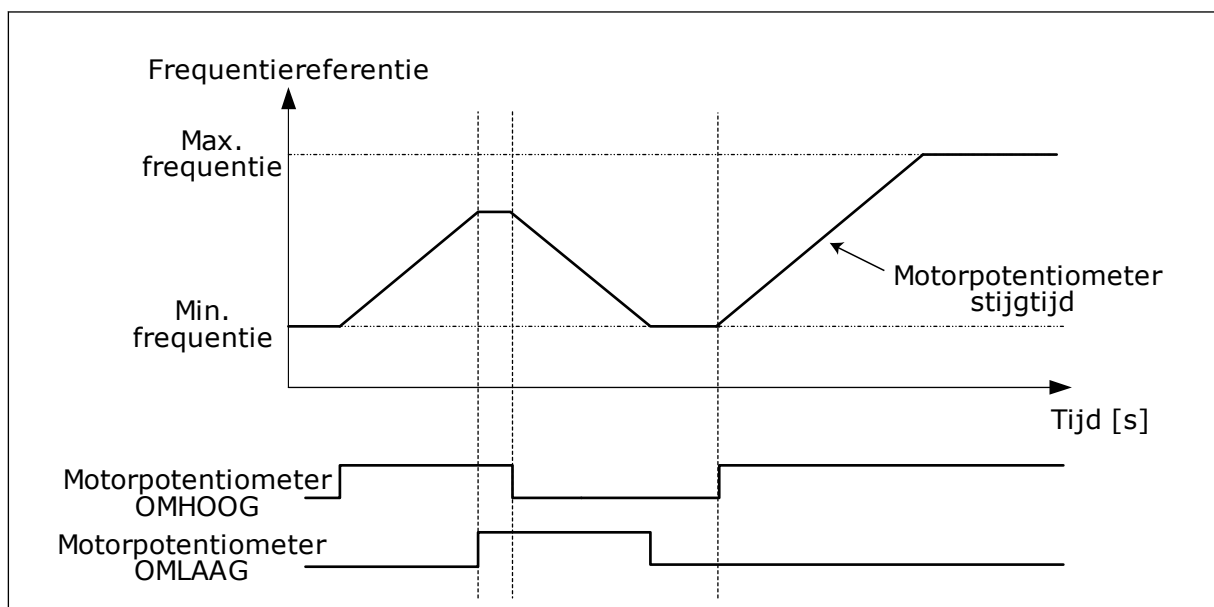 Frequentiereferentie
Max.
frequentie
Motorpotentiometer
stijgtijd
Min.
frequentie
Tijd [s]
Motorpotentiometer
OMHOOG
Motorpotentiometer
OMLAAG